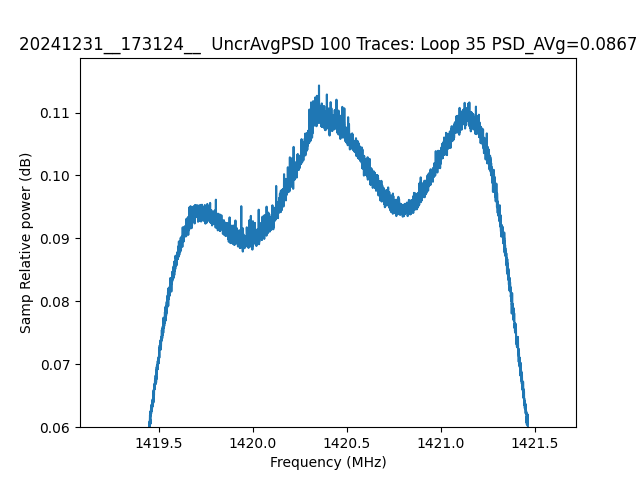 20241231__173124__  UncrAvgPSD 100 Traces: Loop 35 PSD_AVg=0.0867
0.11
0.10
0.09
0.08
0.07
0.06
Samp Relative power (dB)
1419.5 1420.0 1420.5 1421.0 1421.5
Frequency (MHz)